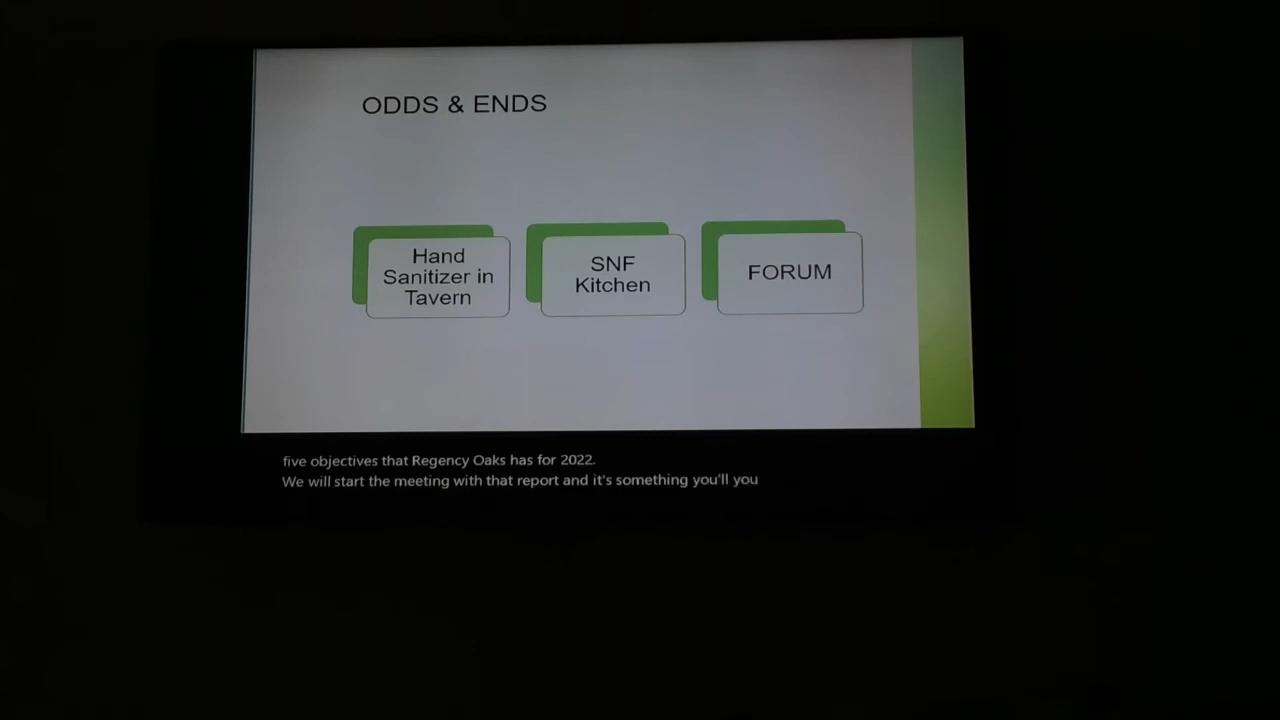 ODDS & ENDS
Hand
Sanitizer in
Tavern
SNF
Kitchen
FORUM
five objectives that Regency Oaks has for 2022.
We will start the meeting with that report and it's something you'll you